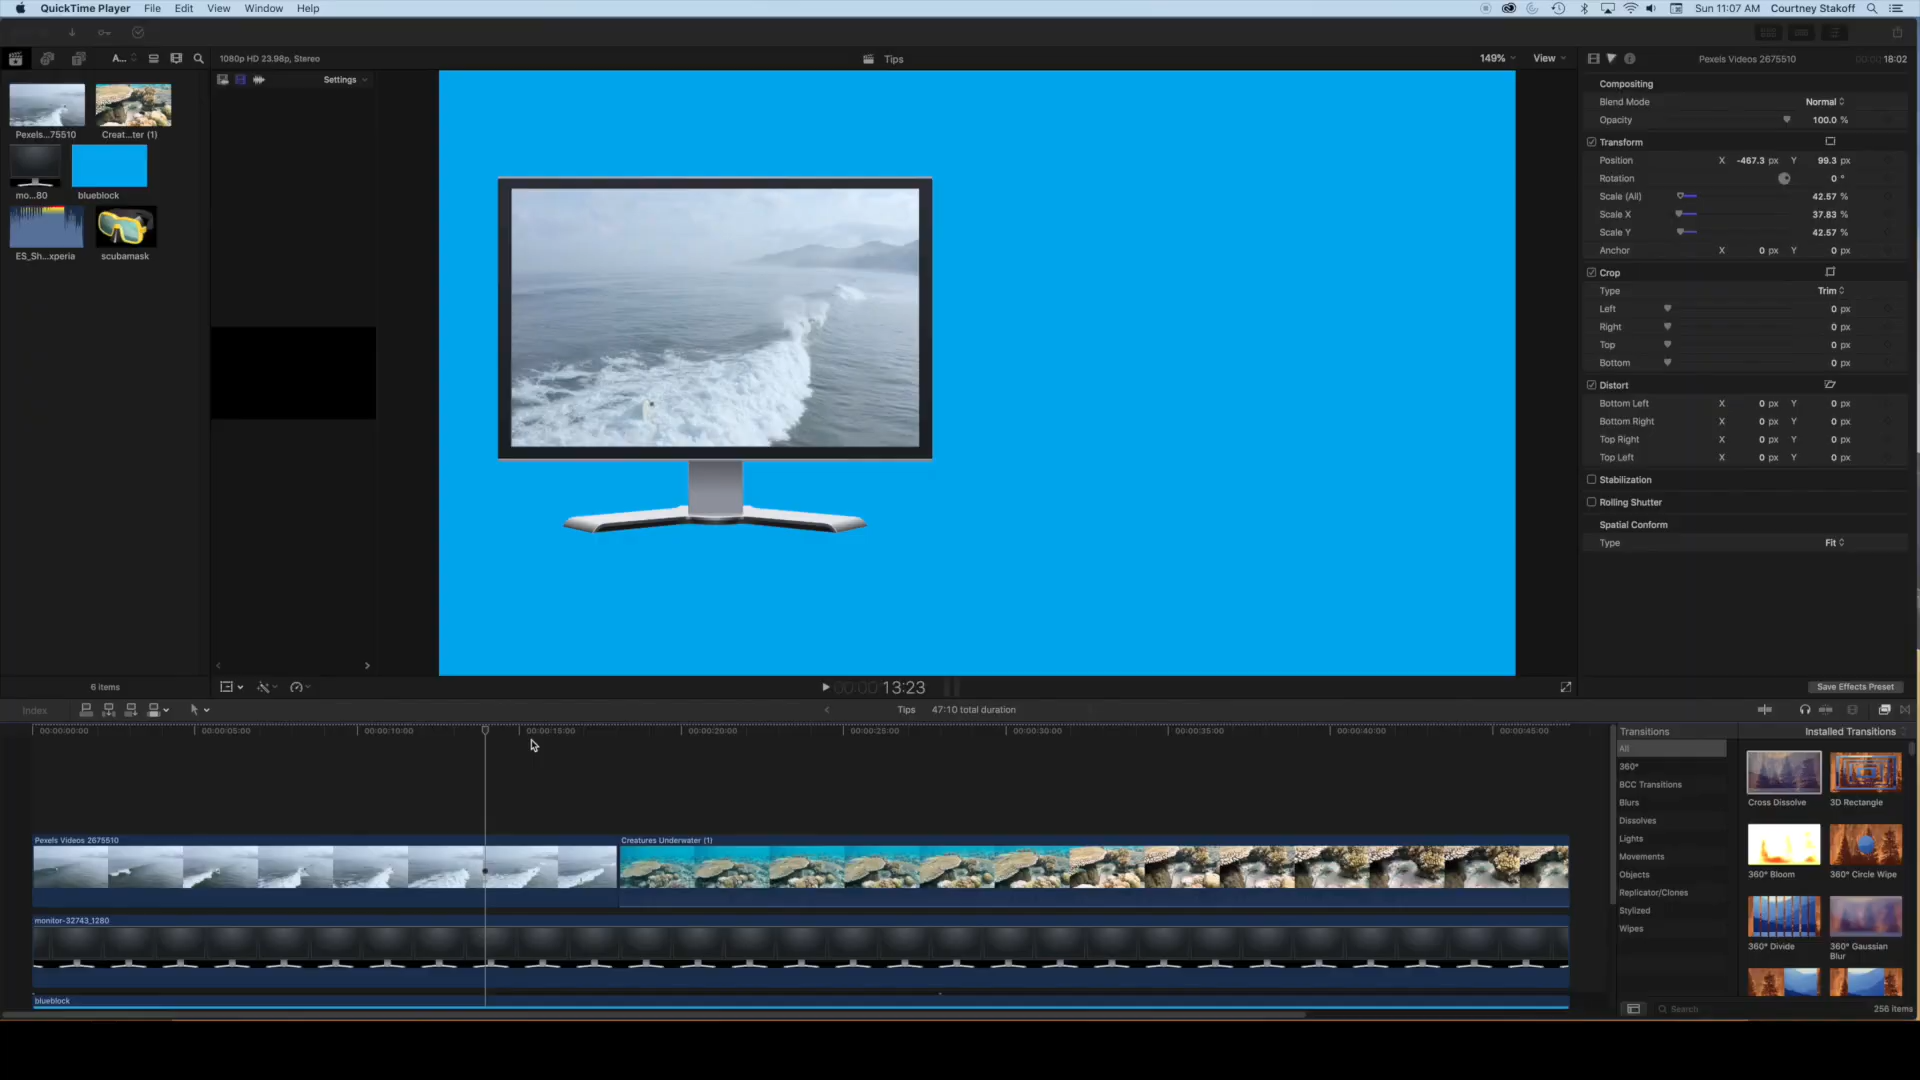 QuickTime Player File Edit View Window Help Sun 11:07 AM Courtney Stakoff
A...
1080p HD 23.98p, Stereo
Tips
149%
View
Pexels Videos 2675510
18:02
Settings
Pexels...75510
Creat...ter (1)
mo...80
blueblock
ES_Sh...xperia
scubamask
6 items
Compositing
Blend Mode Normal
Opacity 100.0 %
Transform
Position X -467.3 px Y 99.3 px
Rotation 0 °
Scale (All) 42.57 %
Scale X 37.83 %
Scale Y 42.57 %
Anchor X 0 px Y 0 px
Crop
Type Trim
Left 0 px
Right 0 px
Top 0 px
Bottom 0 px
Distort
Bottom Left X 0 px Y 0 px
Bottom Right X 0 px Y 0 px
Top Right X 0 px Y 0 px
Top Left X 0 px Y 0 px
Stabilization
Rolling Shutter
Spatial Conform
Type Fit
Save Effects Preset
00:00 13:23
Index
Tips 47:10 total duration
00:00:00:00 00:00:05:00 00:00:10:00 00:00:15:00 00:00:20:00 00:00:25:00 00:00:30:00 00:00:35:00 00:00:40:00 00:00:45:00
Pexels Videos 2675510
Creatures Underwater (1)
monitor-32743_1280
blueblock
Transitions
Installed Transitions
All
360°
BCC Transitions
Blurs
Dissolves
Lights
Movements
Objects
Replicator/Clones
Stylized
Wipes
Cross Dissolve
3D Rectangle
360° Bloom
360° Circle Wipe
360° Divide
360° Gaussian
Blur
Search
256 items